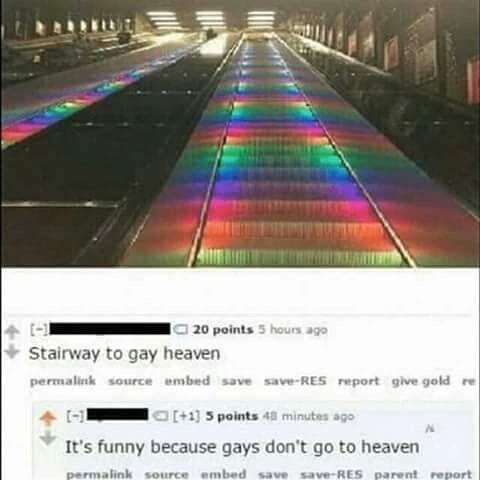 [-] 20 points 5 hours ago
Stairway to gay heaven
permalink source embed save save-RES report give gold re
[-] [+1] 5 points 48 minutes ago
/s
It's funny because gays don't go to heaven
permalink source embed save save-RES parent report